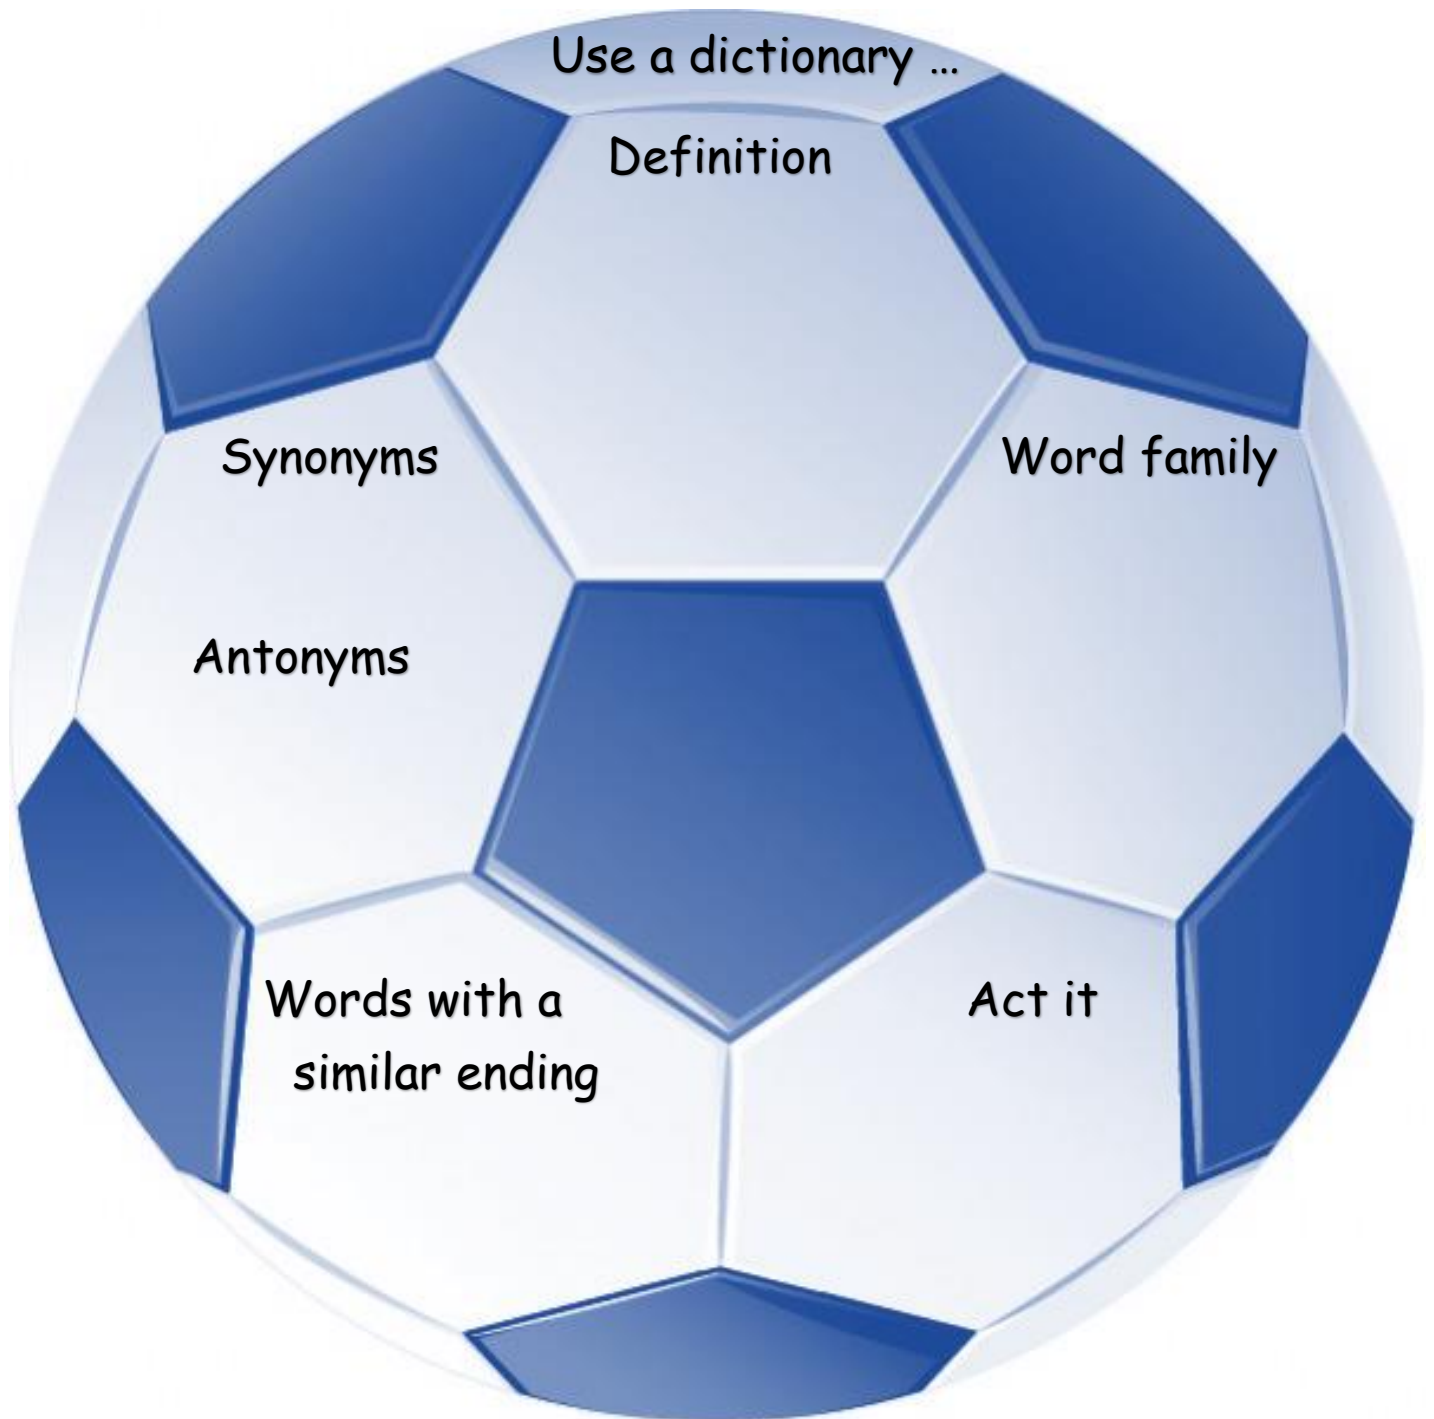 Use a dictionary ...
Definition
Synonyms
Word family
Antonyms
Words with a
similar ending
Act it